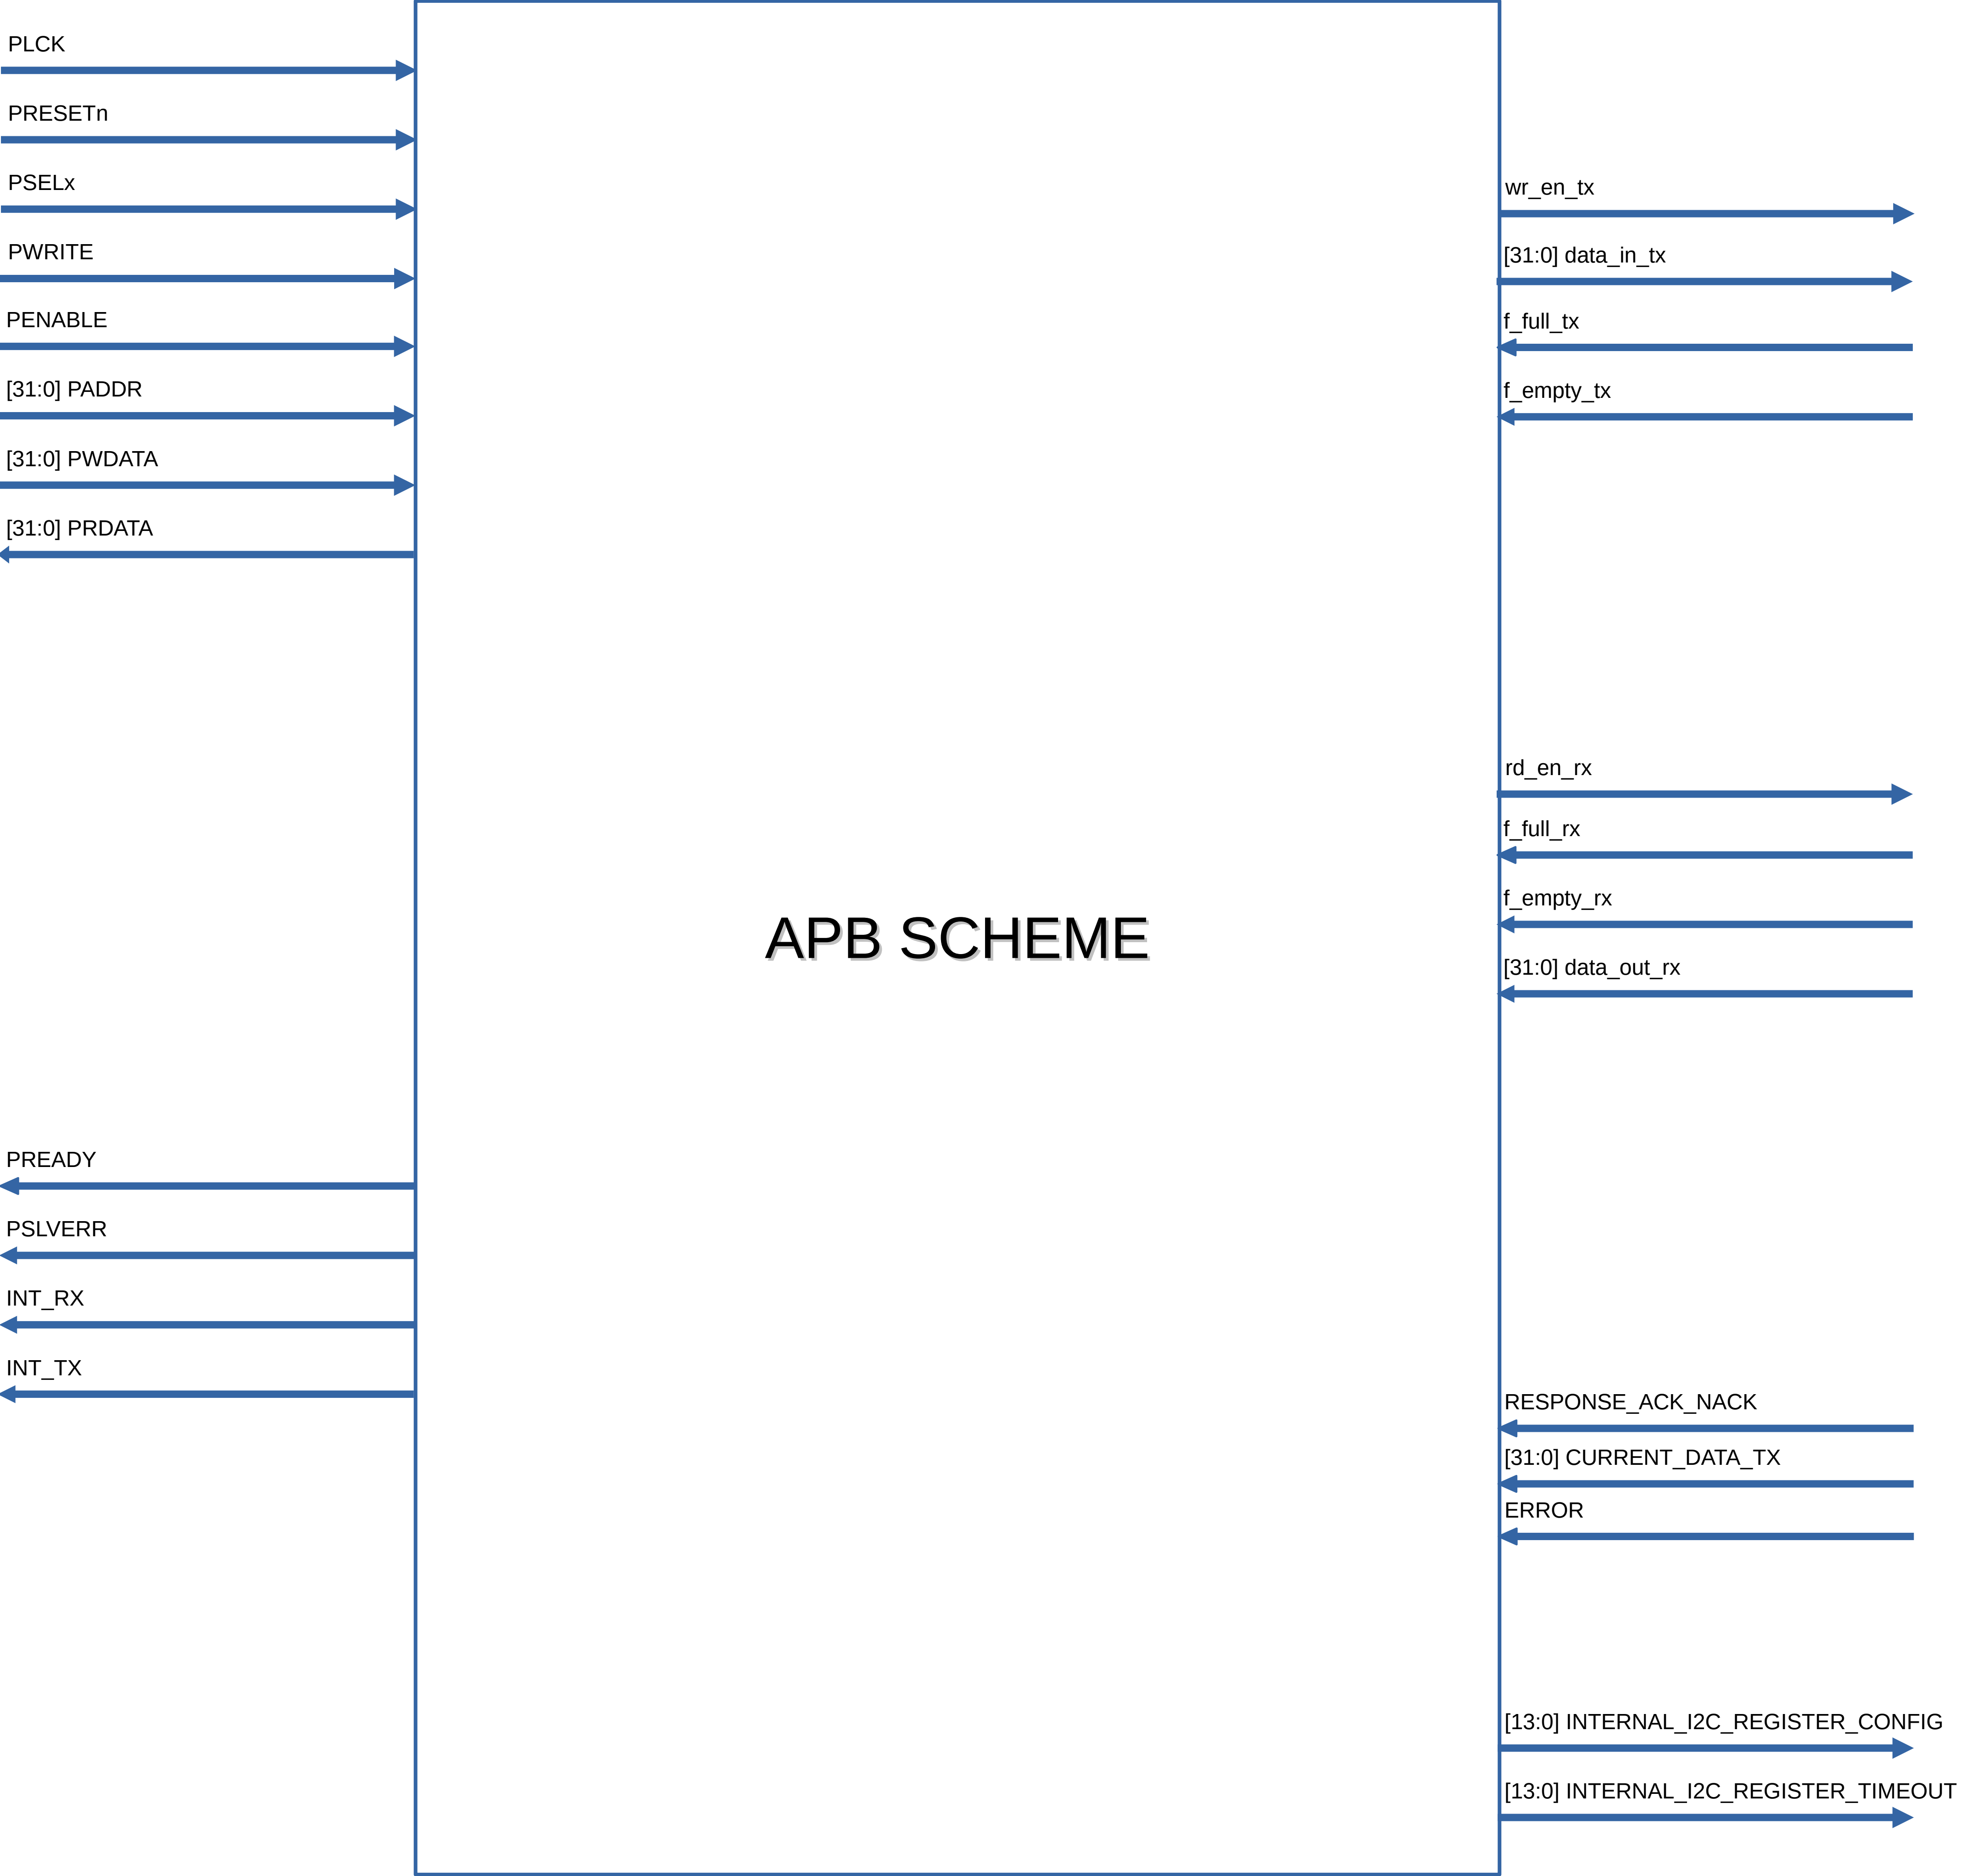 PLCK
PRESETn
PSELx
PWRITE
PENABLE
[31:0] PADDR
[31:0] PWDATA
[31:0] PRDATA
PREADY
PSLVERR
INT_RX
INT_TX
APB SCHEME
wr_en_tx
[31:0] data_in_tx
f_full_tx
f_empty_tx
rd_en_rx
f_full_rx
f_empty_rx
[31:0] data_out_rx
RESPONSE_ACK_NACK
[31:0] CURRENT_DATA_TX
ERROR
[13:0] INTERNAL_I2C_REGISTER_CONFIG
[13:0] INTERNAL_I2C_REGISTER_TIMEOUT